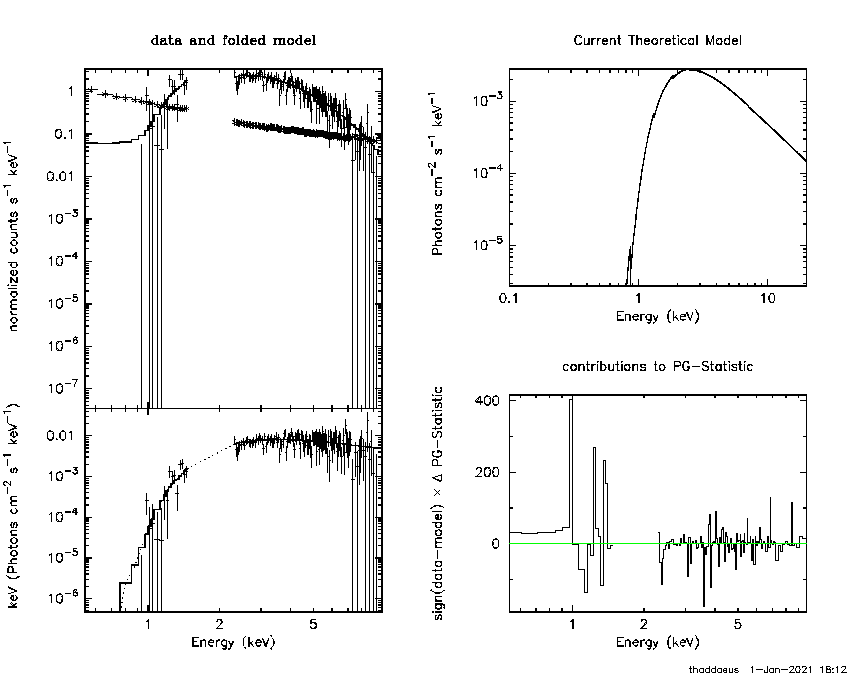 data and folded model
normalized counts s⁻¹ keV⁻¹
1
0.1
0.01
10⁻³
10⁻⁴
10⁻⁵
10⁻⁶
10⁻⁷
keV (Photons cm⁻² s⁻¹ keV⁻¹)
0.01
10⁻³
10⁻⁴
10⁻⁵
10⁻⁶
1 2 5
Energy (keV)
Current Theoretical Model
Photons cm⁻² s⁻¹ keV⁻¹
10⁻³
10⁻⁴
10⁻⁵
0.1 1 10
Energy (keV)
contributions to PG-Statistic
sign(data-model) × Δ PG-Statistic
400
200
0
1 2 5
Energy (keV)
thaddaeus 1-Jan-2021 18:12